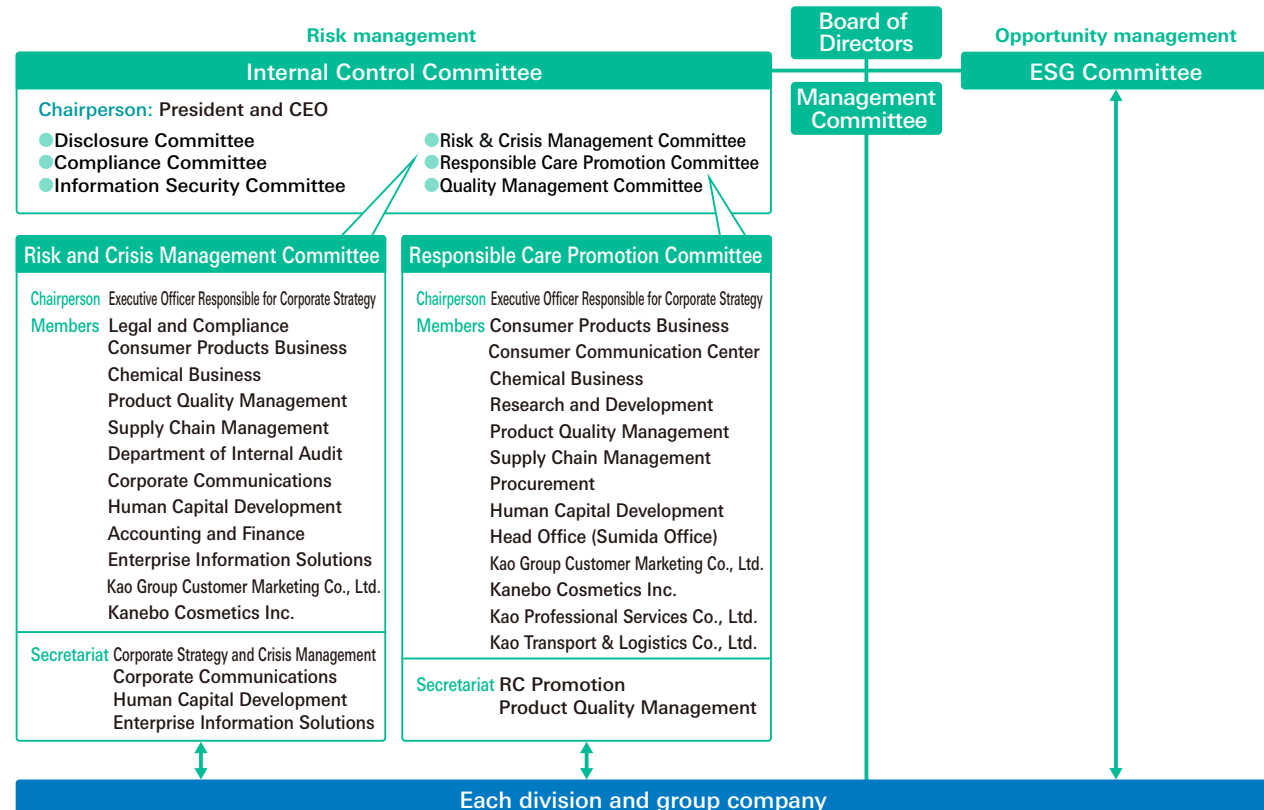 Risk management
Board of
Directors
Opportunity management
Internal Control Committee
ESG Committee
Management
Committee
Chairperson: President and CEO
●Disclosure Committee
●Compliance Committee
●Information Security Committee
●Risk & Crisis Management Committee
●Responsible Care Promotion Committee
●Quality Management Committee
Risk and Crisis Management Committee
Chairperson Executive Officer Responsible for Corporate Strategy
Members Legal and Compliance
Consumer Products Business
Chemical Business
Product Quality Management
Supply Chain Management
Department of Internal Audit
Corporate Communications
Human Capital Development
Accounting and Finance
Enterprise Information Solutions
Kao Group Customer Marketing Co., Ltd.
Kanebo Cosmetics Inc.
Secretariat Corporate Strategy and Crisis Management
Corporate Communications
Human Capital Development
Enterprise Information Solutions
Responsible Care Promotion Committee
Chairperson Executive Officer Responsible for Corporate Strategy
Members Consumer Products Business
Consumer Communication Center
Chemical Business
Research and Development
Product Quality Management
Supply Chain Management
Procurement
Human Capital Development
Head Office (Sumida Office)
Kao Group Customer Marketing Co., Ltd.
Kanebo Cosmetics Inc.
Kao Professional Services Co., Ltd.
Kao Transport & Logistics Co., Ltd.
Secretariat RC Promotion
Product Quality Management
Each division and group company